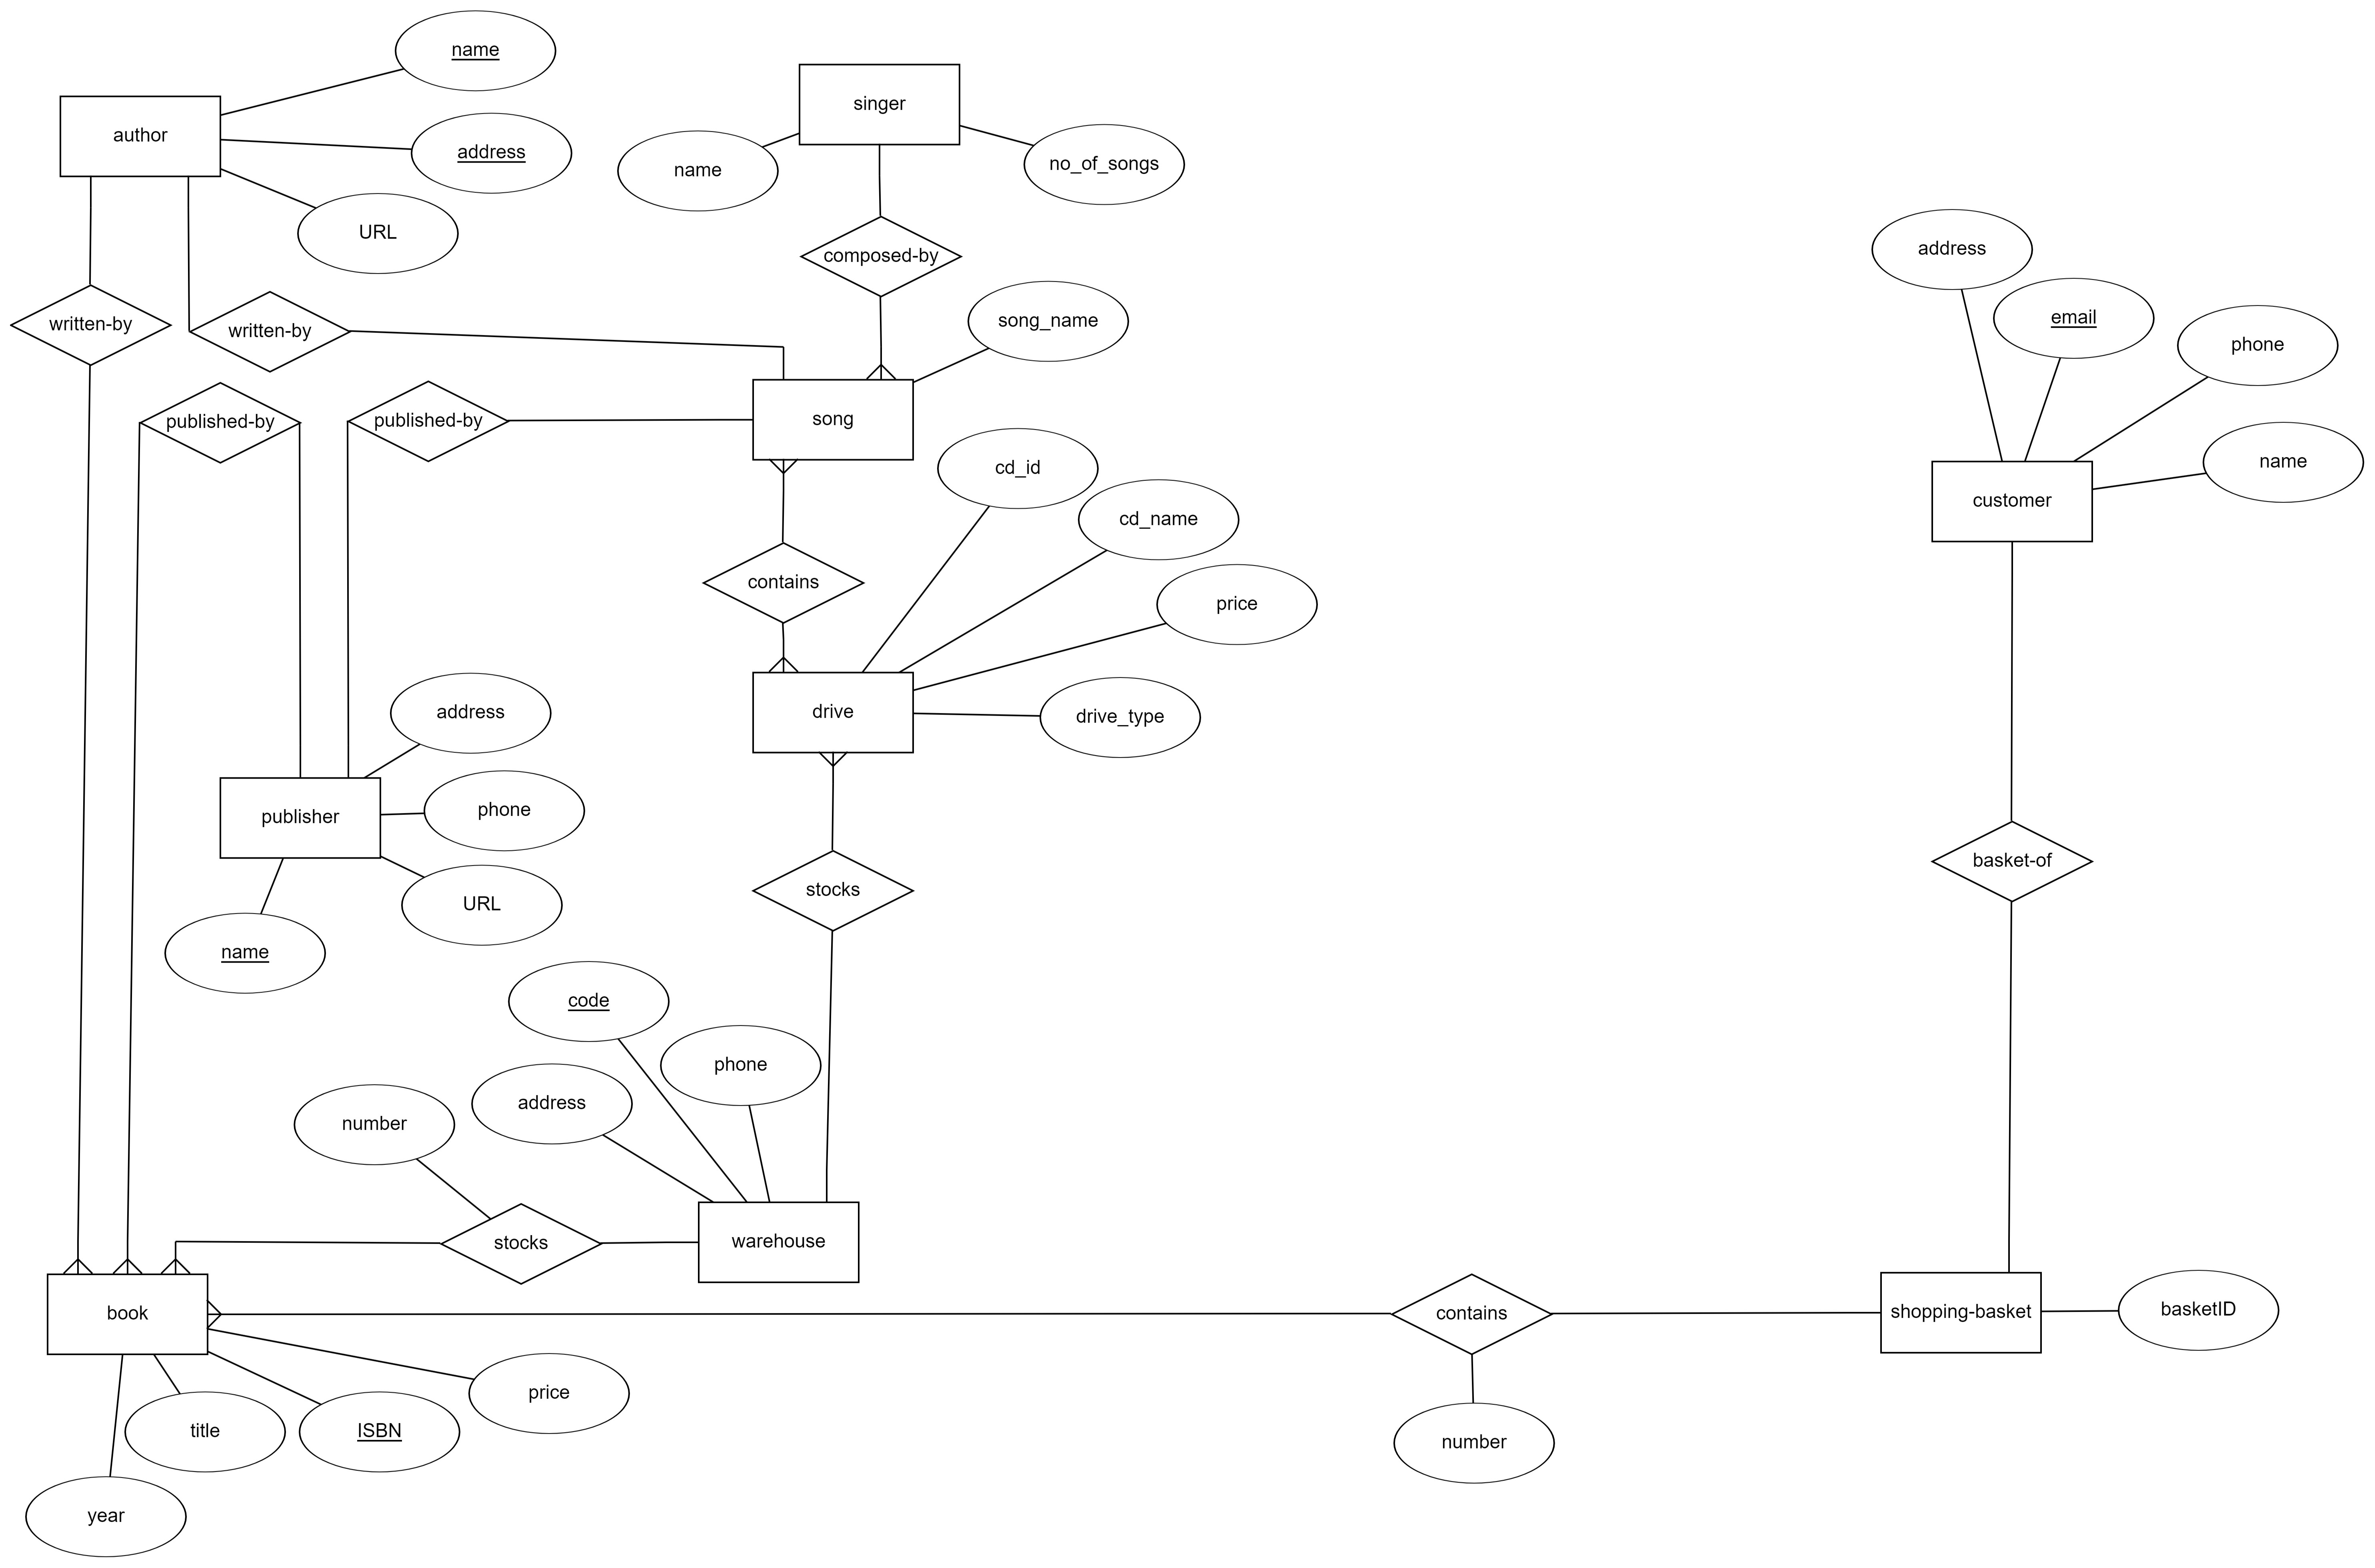 name
singer
author
address
no_of_songs
name
URL
address
composed-by
email
song_name
written-by
written-by
phone
published-by
published-by
song
name
cd_id
customer
cd_name
contains
price
address
drive
drive_type
phone
publisher
basket-of
stocks
URL
name
code
phone
address
number
stocks
warehouse
book
contains
shopping-basket
basketID
price
title
ISBN
number
year